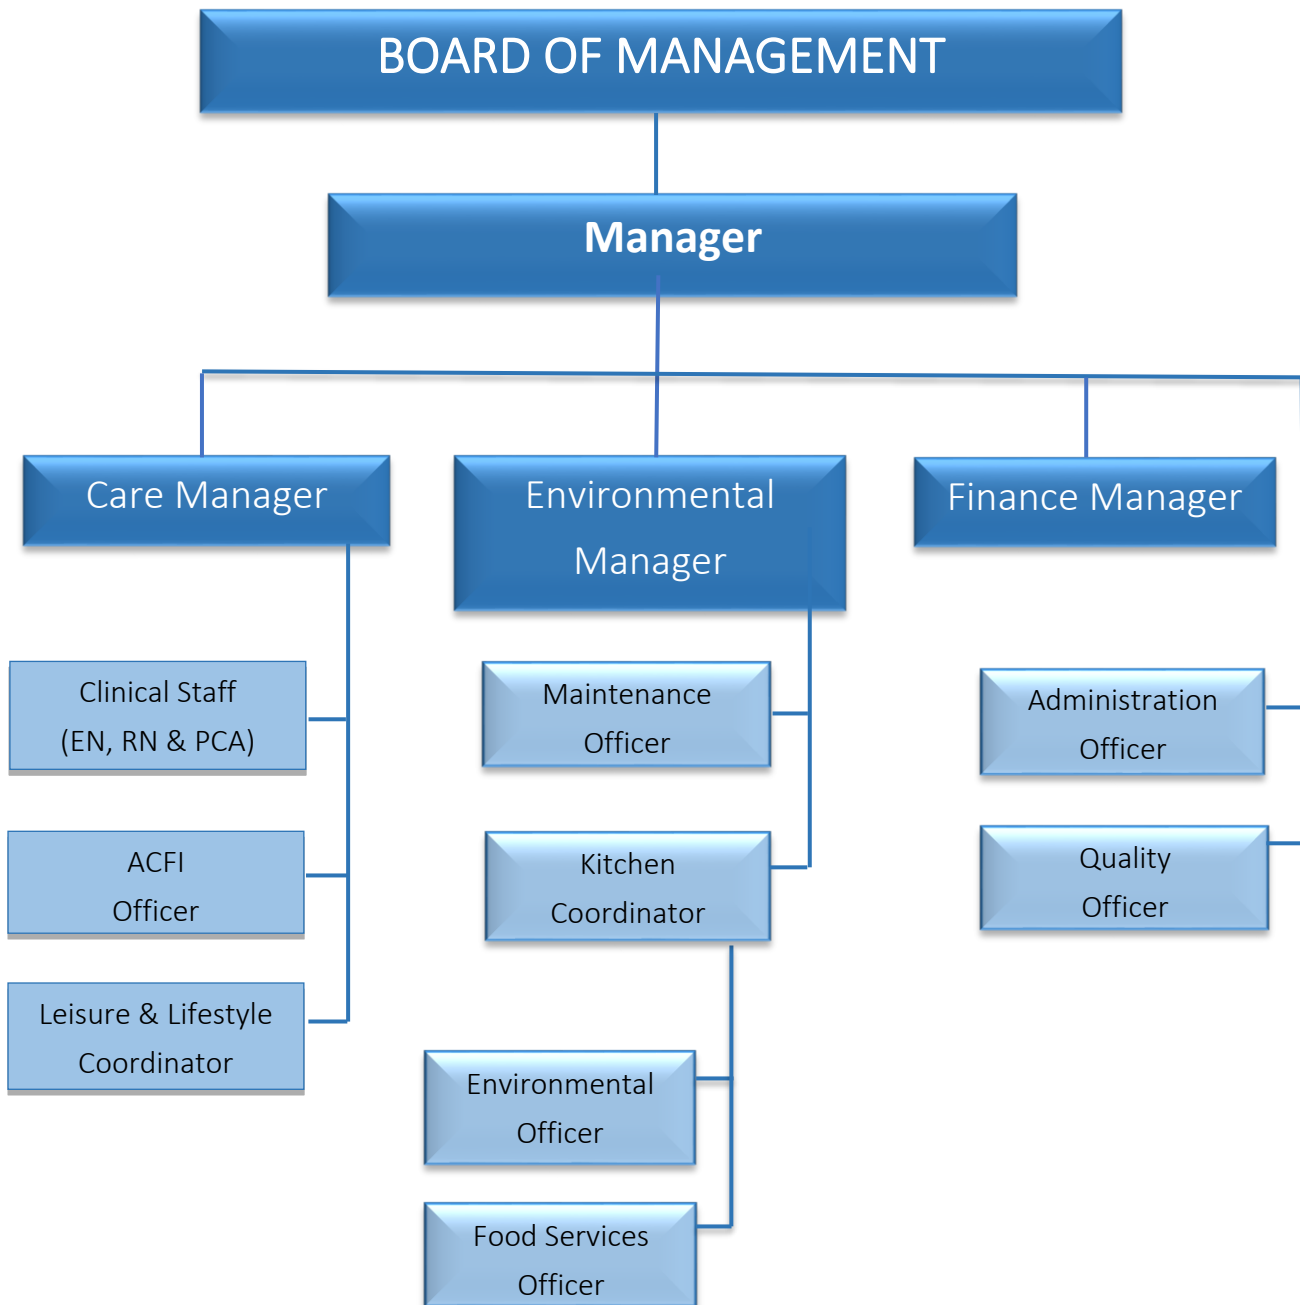 BOARD OF MANAGEMENT
Manager
Care Manager
Environmental
Manager
Finance Manager
Clinical Staff
(EN, RN & PCA)
Maintenance
Officer
Administration
Officer
ACFI
Officer
Kitchen
Coordinator
Quality
Officer
Leisure & Lifestyle
Coordinator
Environmental
Officer
Food Services
Officer